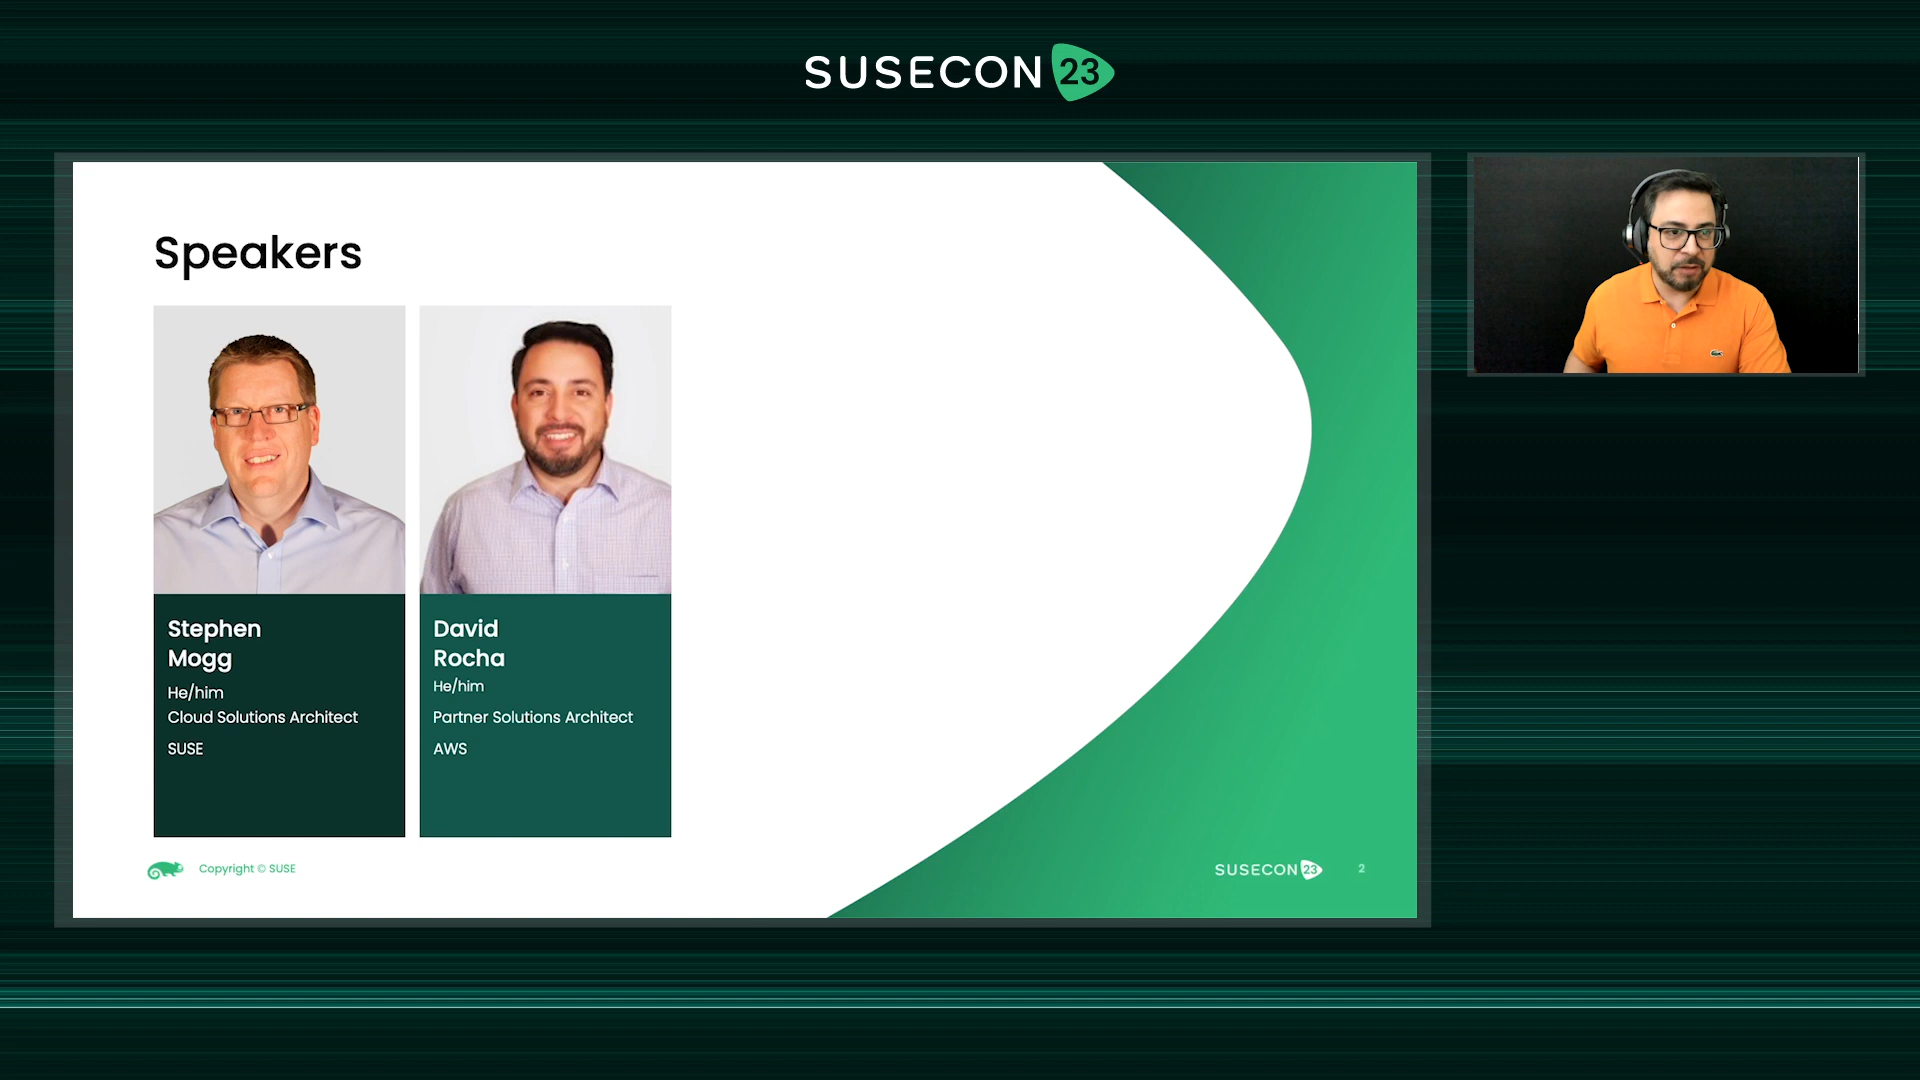 SUSECON 23
Speakers
Stephen
Mogg
He/him
Cloud Solutions Architect
SUSE
David
Rocha
He/him
Partner Solutions Architect
AWS
Copyright © SUSE
SUSECON 23
2